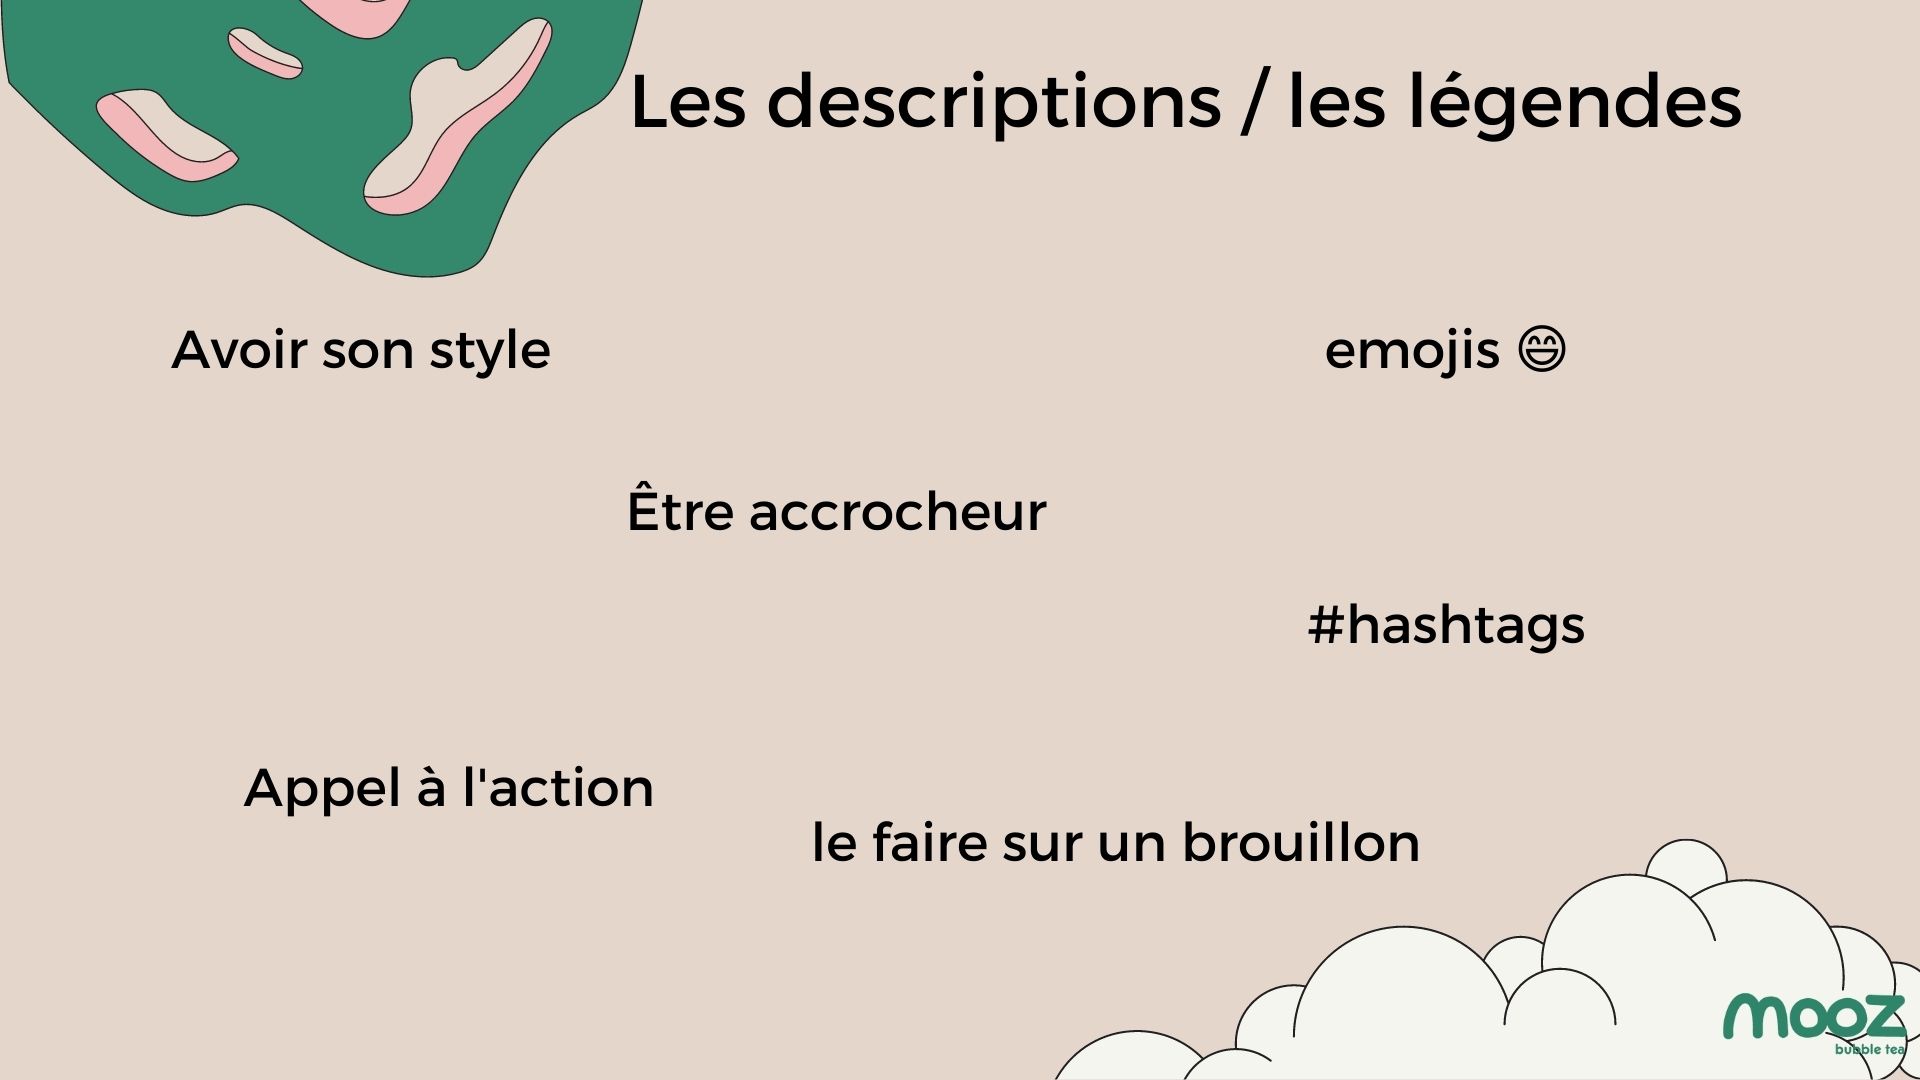 Les descriptions / les légendes
Avoir son style
emojis 😄
Être accrocheur
#hashtags
Appel à l'action
le faire sur un brouillon
mooz
bubble tea